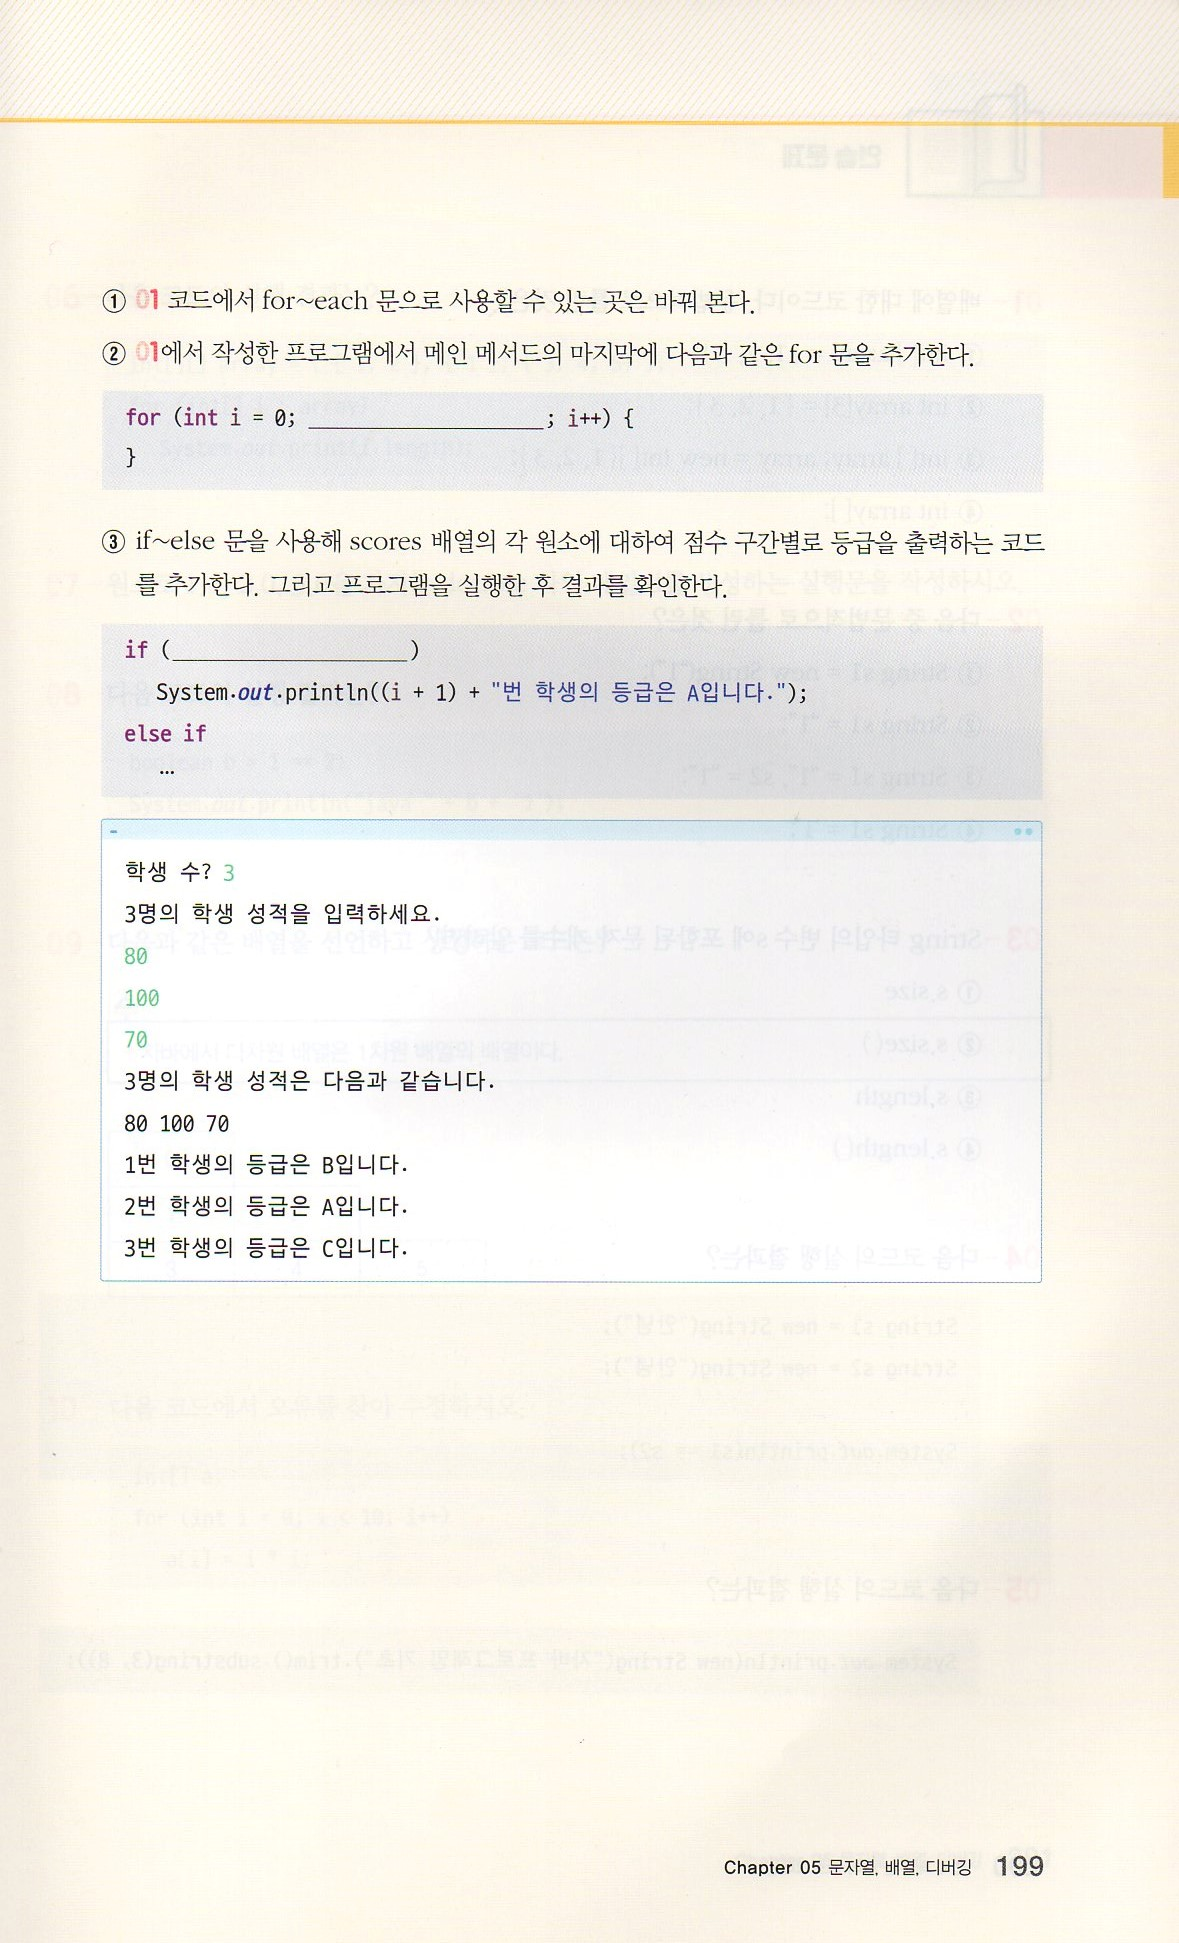 ① 01 코드에서 for~each 문으로 사용할 수 있는 곳은 바꿔 본다.
② 01에서 작성한 프로그램에서 메인 메서드의 마지막에 다음과 같은 for 문을 추가한다.
for (int i = 0; ____________________; i++) {
}
③ if~else 문을 사용해 scores 배열의 각 원소에 대하여 점수 구간별로 등급을 출력하는 코드
를 추가한다. 그리고 프로그램을 실행한 후 결과를 확인한다.
if (____________________)
System.out.println((i + 1) + "번 학생의 등급은 A입니다.");
else if
...
학생 수? 3
3명의 학생 성적을 입력하세요.
80
100
70
3명의 학생 성적은 다음과 같습니다.
80 100 70
1번 학생의 등급은 B입니다.
2번 학생의 등급은 A입니다.
3번 학생의 등급은 C입니다.
Chapter 05 문자열, 배열, 디버깅 199